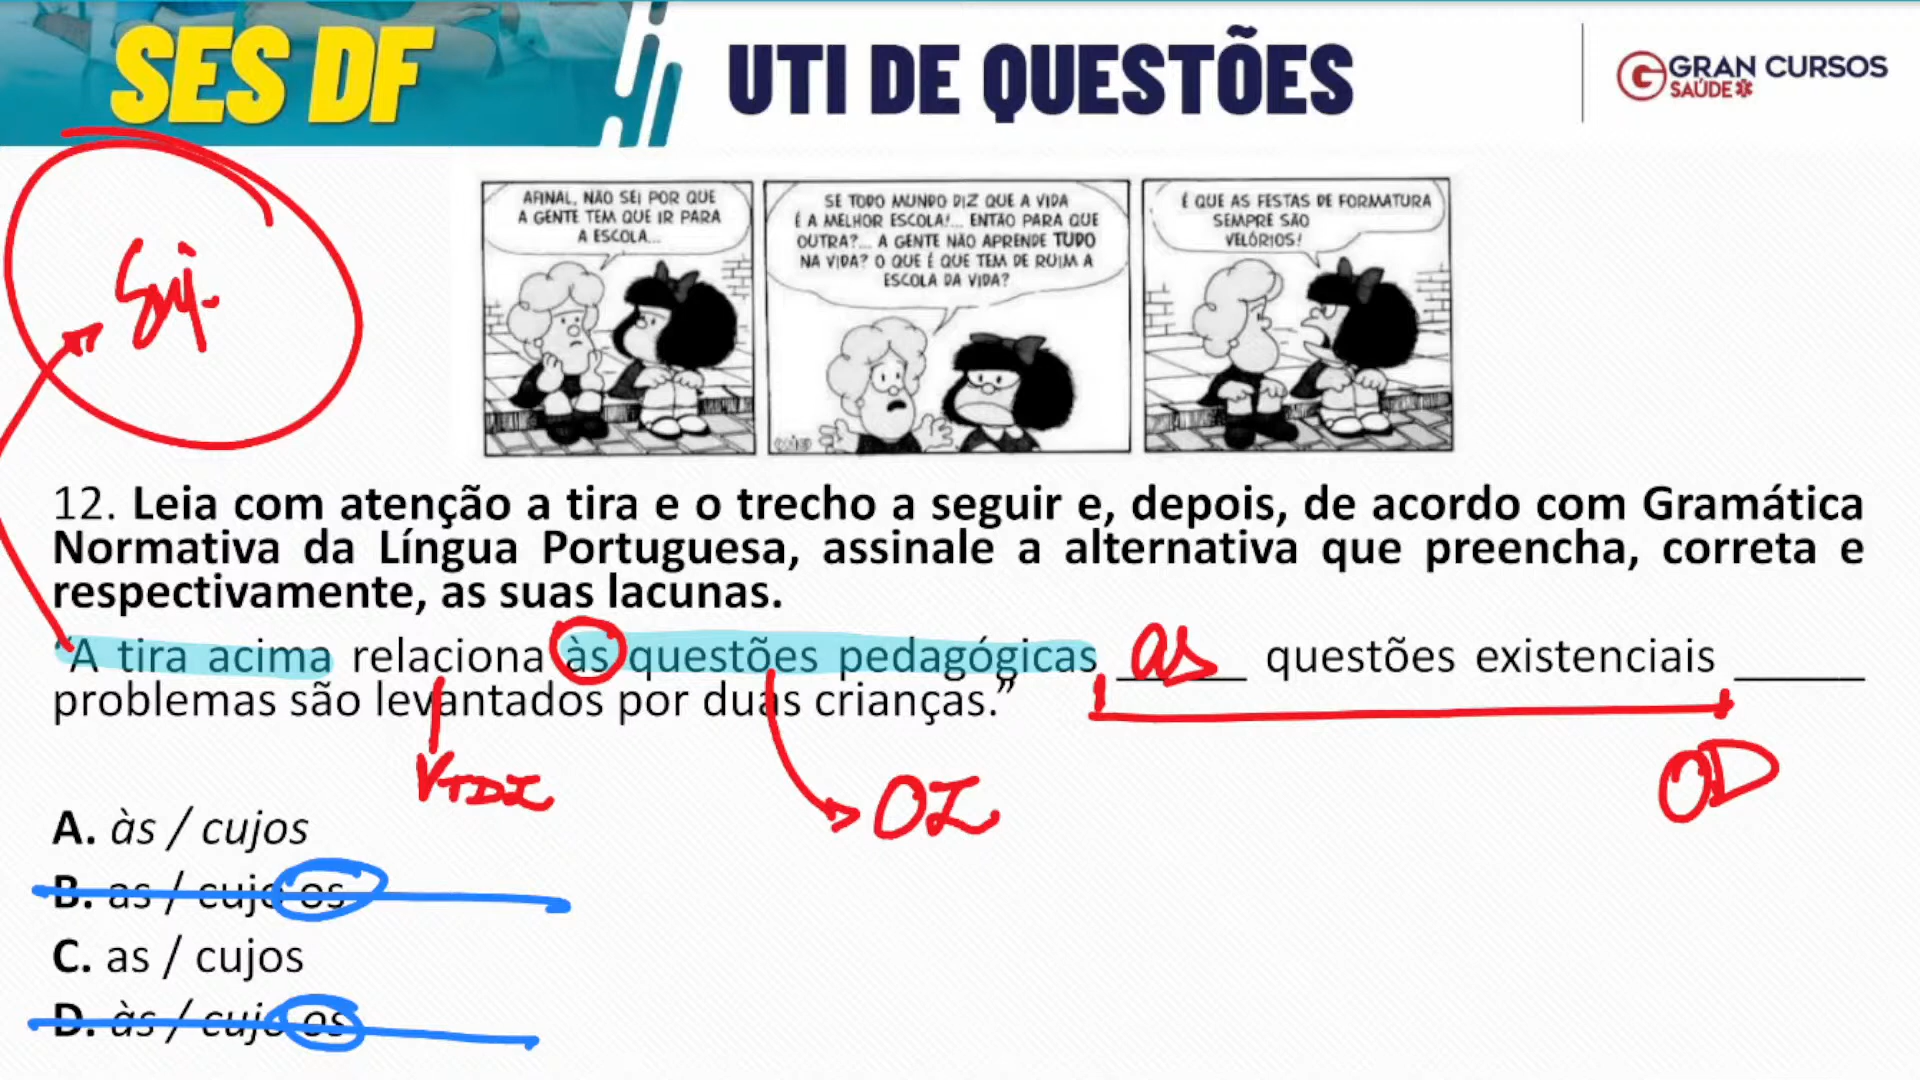 SES DF
UTI DE QUESTÕES
GRAN CURSOS
SAÚDE
AFINAL, NÃO SEI POR QUE
A GENTE TEM QUE IR PARA
A ESCOLA...
SE TODO MUNDO DIZ QUE A VIDA
É A MELHOR ESCOLA!... ENTÃO PARA QUE
OUTRA?... A GENTE NÃO APRENDE TUDO
NA VIDA? O QUE É QUE TEM DE RUIM A
ESCOLA DA VIDA?
É QUE AS FESTAS DE FORMATURA
SEMPRE SÃO
VELÓRIOS!
Suj.
12. Leia com atenção a tira e o trecho a seguir e, depois, de acordo com Gramática
Normativa da Língua Portuguesa, assinale a alternativa que preencha, correta e
respectivamente, as suas lacunas.
“A tira acima relaciona às questões pedagógicas as questões existenciais ______
problemas são levantados por duas crianças.”
VTDI
OI
OD
A. às / cujos
B. as / cujo os
C. as / cujos
D. às / cujo os